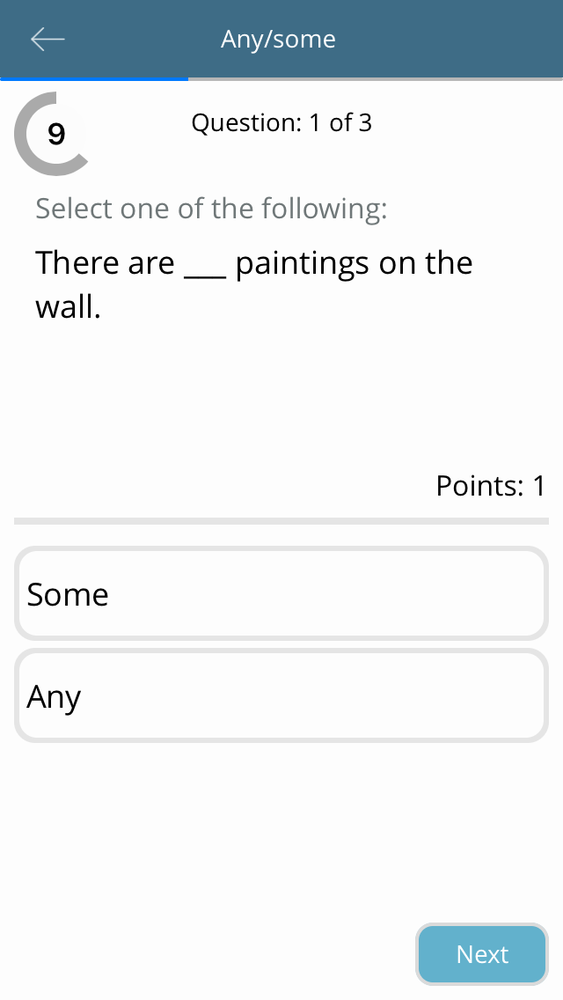 Any/some
9
Question: 1 of 3
Select one of the following:
There are ___ paintings on the
wall.
Points: 1
Some
Any
Next